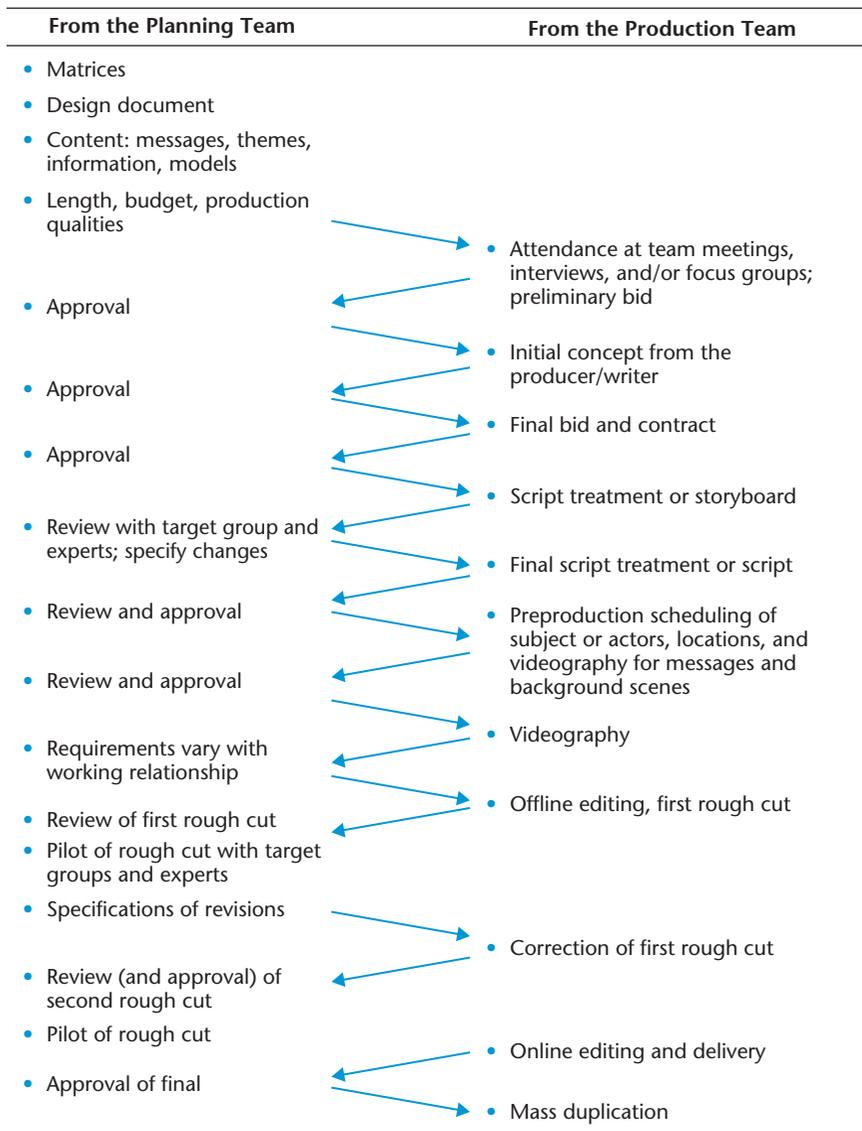 From the Planning Team
From the Production Team
• Matrices
• Design document
• Content: messages, themes,
information, models
• Length, budget, production
qualities
• Attendance at team meetings,
interviews, and/or focus groups;
preliminary bid
• Approval
• Initial concept from the
producer/writer
• Approval
• Final bid and contract
• Approval
• Script treatment or storyboard
• Review with target group and
experts; specify changes
• Final script treatment or script
• Review and approval
• Preproduction scheduling of
subject or actors, locations, and
videography for messages and
background scenes
• Review and approval
• Videography
• Requirements vary with
working relationship
• Offline editing, first rough cut
• Review of first rough cut
• Pilot of rough cut with target
groups and experts
• Specifications of revisions
• Correction of first rough cut
• Review (and approval) of
second rough cut
• Pilot of rough cut
• Online editing and delivery
• Approval of final
• Mass duplication